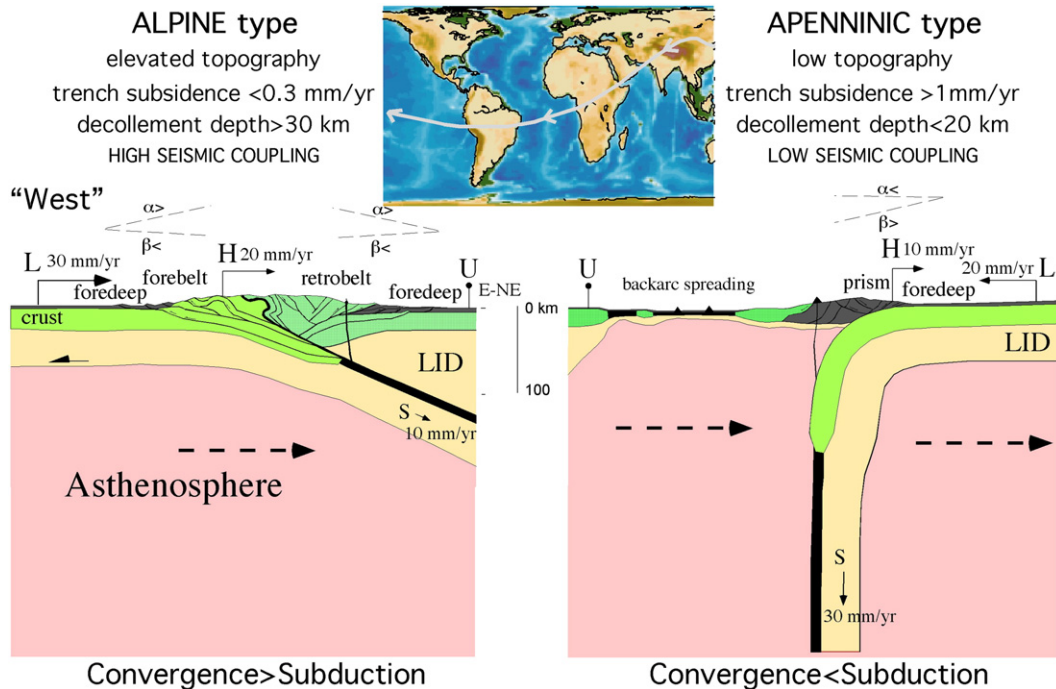 ALPINE type
elevated topography
trench subsidence <0.3 mm/yr
decollement depth>30 km
HIGH SEISMIC COUPLING
APENNINIC type
low topography
trench subsidence >1mm/yr
decollement depth<20 km
LOW SEISMIC COUPLING
“West”
α>
β<
α>
β<
L 30 mm/yr
foredeep
forebelt
H 20 mm/yr
retrobelt
foredeep
U
E-NE
crust
LID
S
10 mm/yr
Asthenosphere
0 km
100
Convergence>Subduction
α<
β>
U
backarc spreading
prism
H 10 mm/yr
foredeep
20 mm/yr L
LID
S
30 mm/yr
Convergence<Subduction